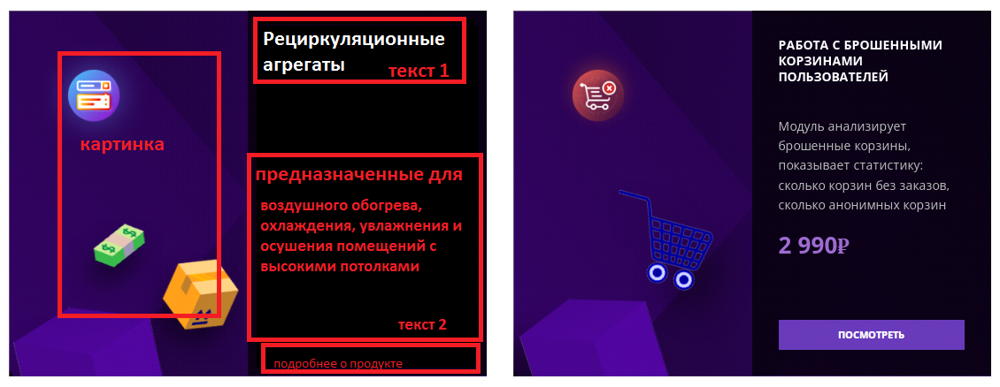 Рециркуляционные
агрегаты
текст 1
картинка
предназначенные для
воздушного обогрева,
охлаждения, увлажнения и
осушения помещений с
высокими потолками
текст 2
подробнее о продукте
РАБОТА С БРОШЕННЫМИ
КОРЗИНАМИ
ПОЛЬЗОВАТЕЛЕЙ
Модуль анализирует
брошенные корзины,
показывает статистику:
сколько корзин без заказов,
сколько анонимных корзин
2 990₽
ПОСМОТРЕТЬ